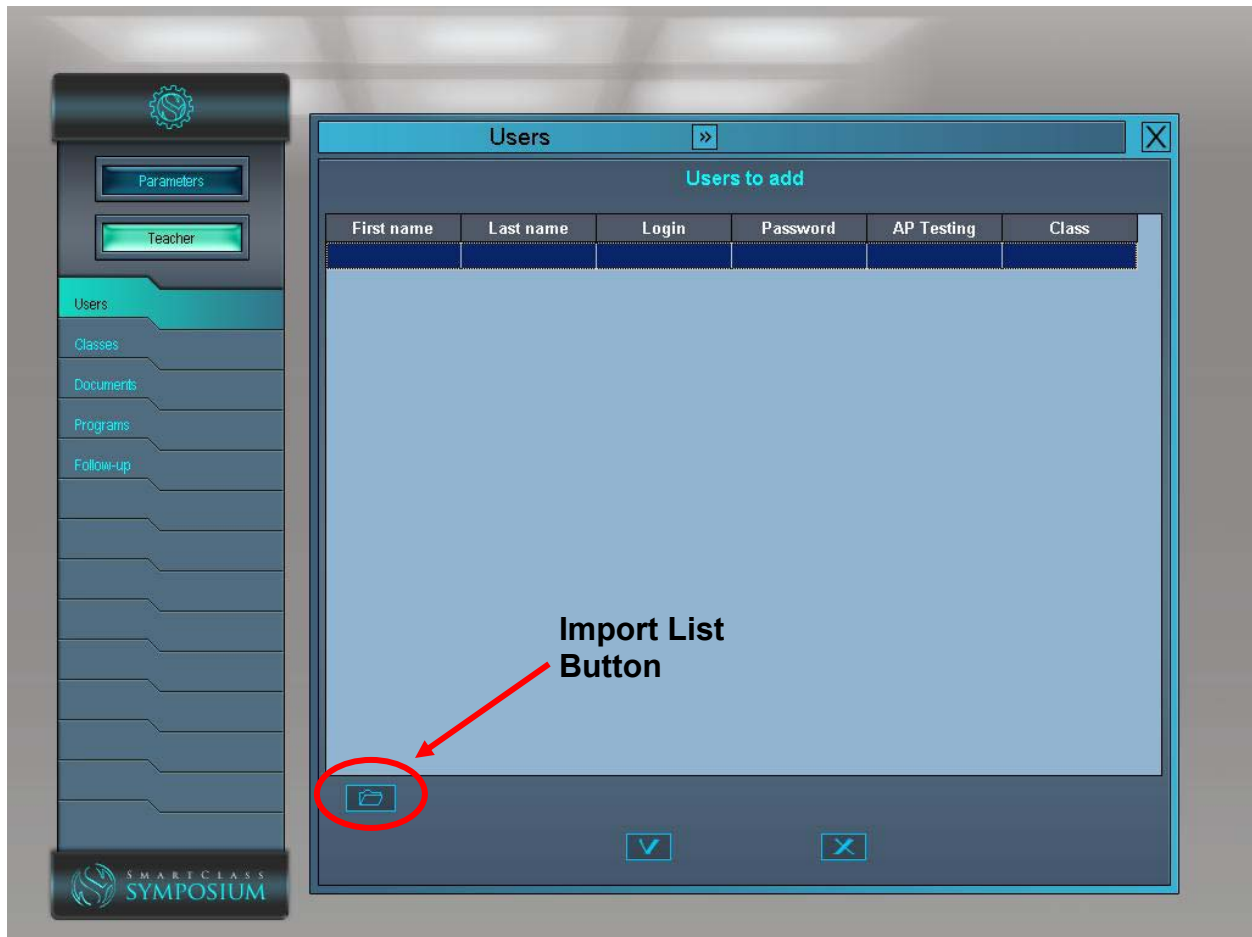 Parameters
Teacher
Users
Classes
Documents
Programs
Follow-up
SMARTCLASS
SYMPOSIUM
Users »
Users to add
First name Last name Login Password AP Testing Class
Import List
Button